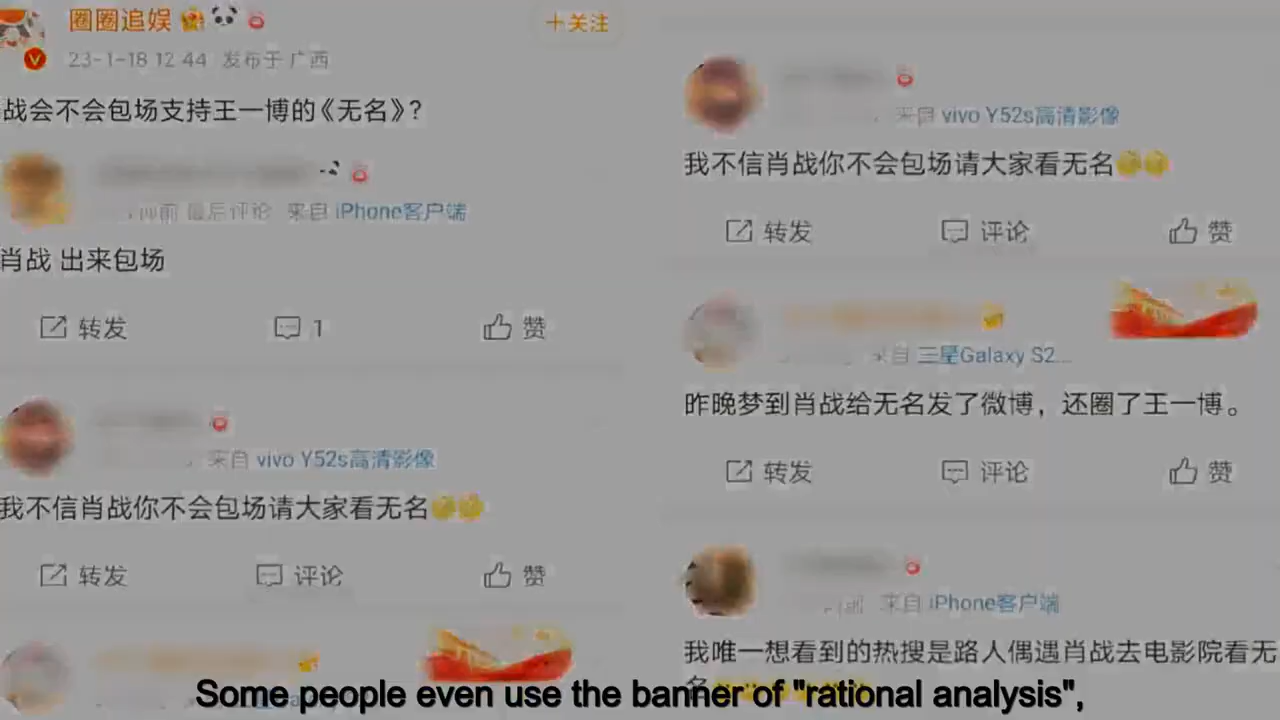 圈圈追娱
+关注
23-1-18 12:44 发布于 广西
战会不会包场支持王一博的《无名》?
前 最后评论 来自 iPhone客户端
肖战 出来包场
转发
1
赞
来自 vivo Y52s高清影像
我不信肖战你不会包场请大家看无名
转发
评论
赞
来自 vivo Y52s高清影像
我不信肖战你不会包场请大家看无名
转发
评论
赞
来自 三星Galaxy S2...
昨晚梦到肖战给无名发了微博，还圈了王一博。
转发
评论
赞
来自 iPhone客户端
我唯一想看到的热搜是路人偶遇肖战去电影院看无
名
Some people even use the banner of "rational analysis",